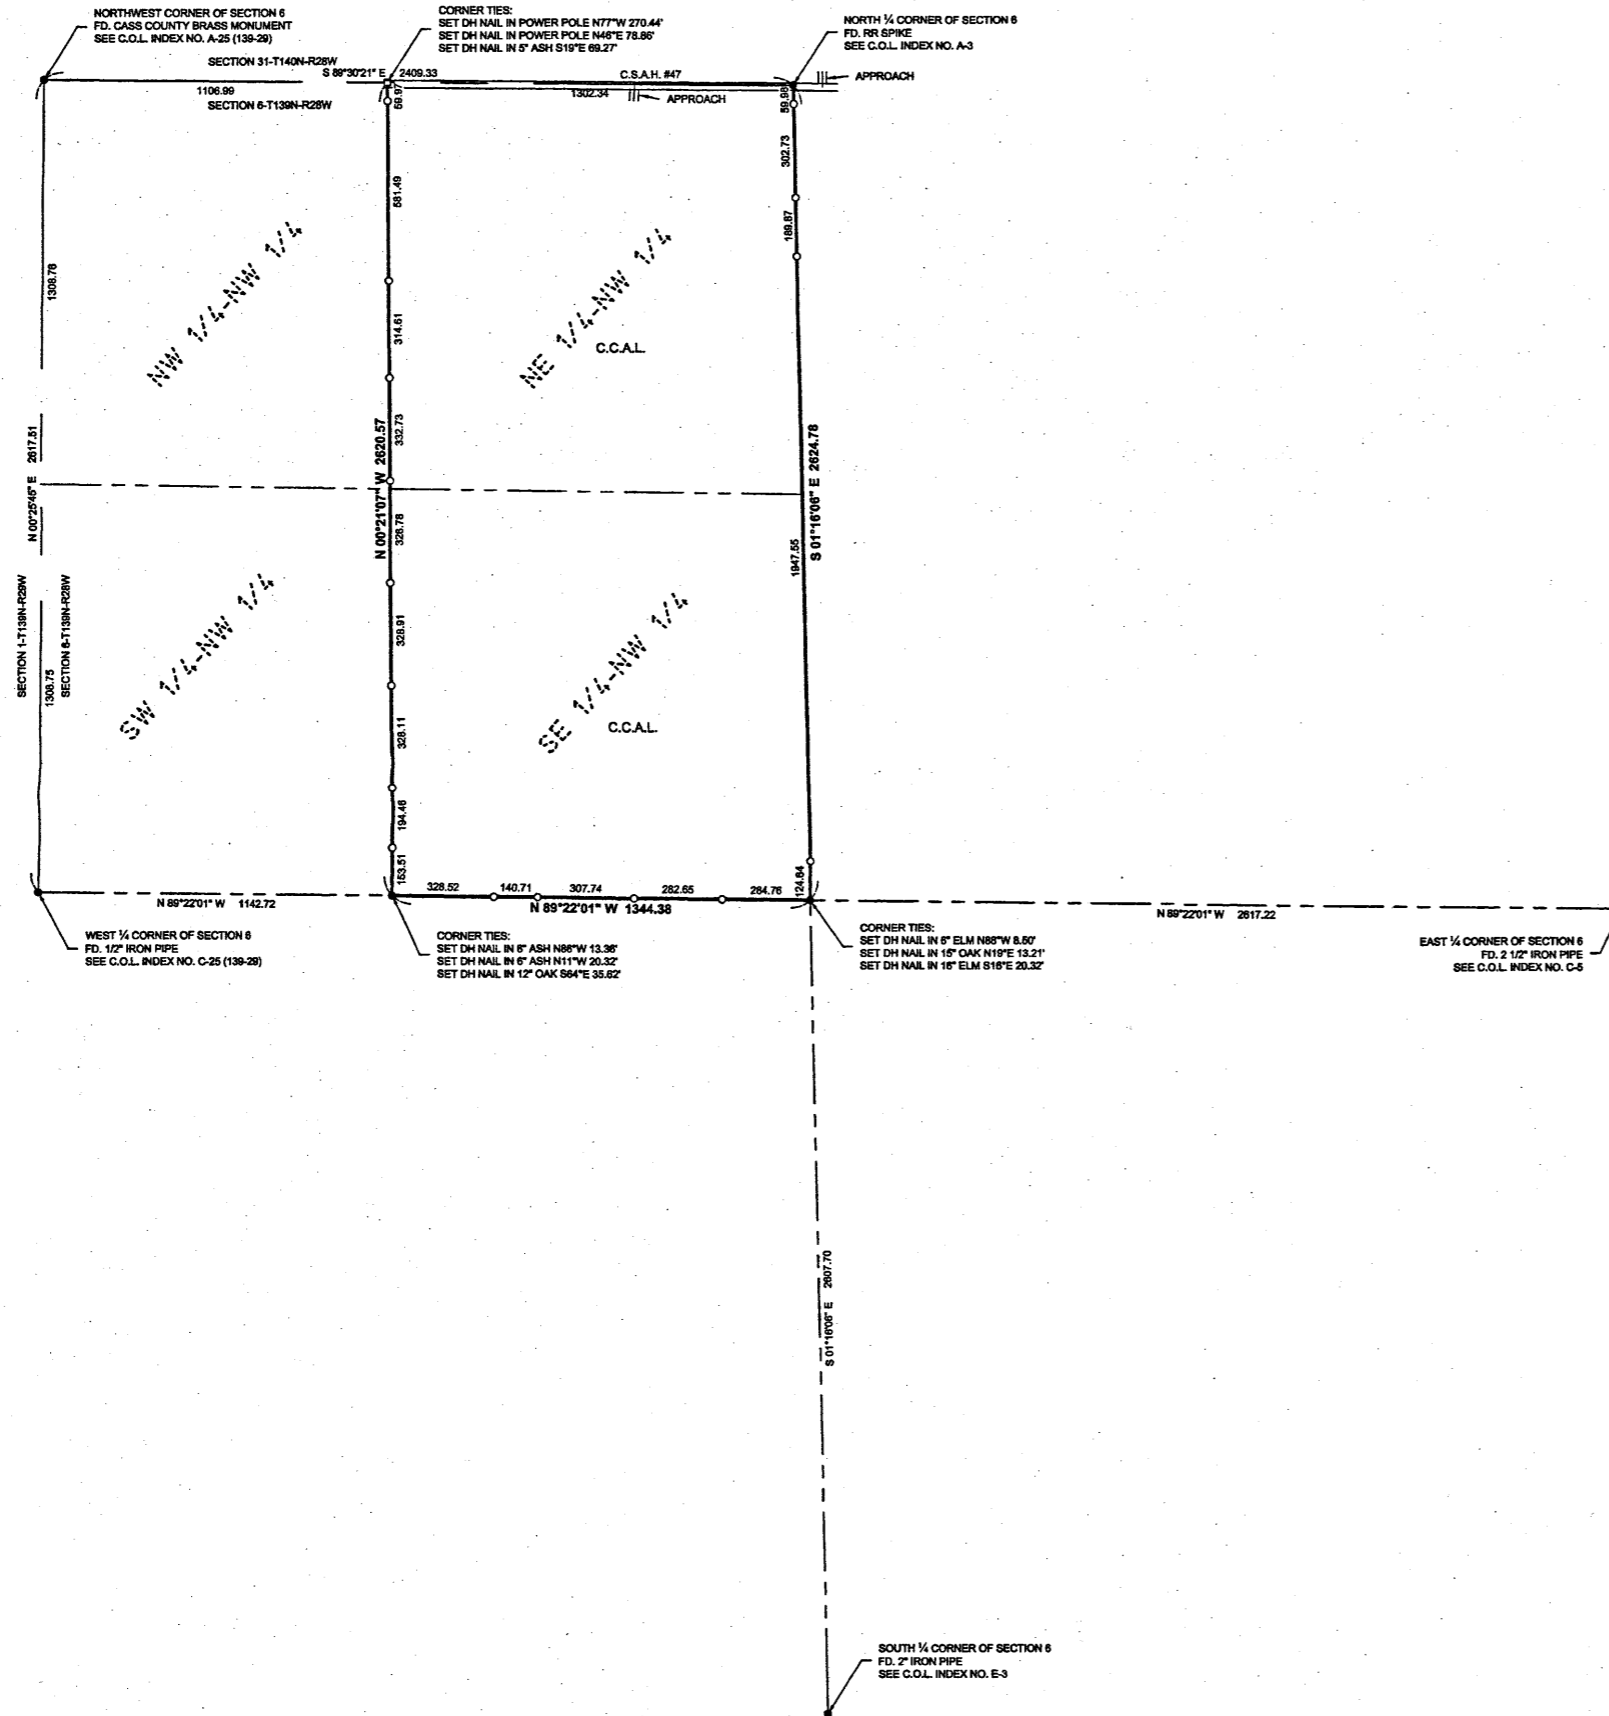 NORTHWEST CORNER OF SECTION 6
FD. CASS COUNTY BRASS MONUMENT
SEE C.O.L. INDEX NO. A-25 (139-29)
CORNER TIES:
SET DH NAIL IN POWER POLE N77°W 270.44'
SET DH NAIL IN POWER POLE N46°E 78.86'
SET DH NAIL IN 5" ASH S19°E 69.27'
NORTH ¼ CORNER OF SECTION 6
FD. RR SPIKE
SEE C.O.L. INDEX NO. A-3
SECTION 31-T140N-R28W
S 89°30'21" E 2409.33
C.S.A.H. #47
APPROACH
1106.99
SECTION 6-T139N-R28W
1302.34
APPROACH
59.97
59.98
302.73
581.49
189.87
NW 1/4-NW 1/4
NE 1/4-NW 1/4
C.C.A.L.
1308.76
314.61
332.73
N 00°25'45" E 2617.51
N 00°21'07" W 2620.57
S 01°16'06" E 2624.78
328.78
1947.55
SECTION 1-T139N-R29W
SECTION 6-T139N-R28W
1308.75
328.91
SW 1/4-NW 1/4
SE 1/4-NW 1/4
C.C.A.L.
328.11
194.46
153.51
124.64
328.52
140.71
307.74
282.65
284.76
N 89°22'01" W 1142.72
N 89°22'01" W 1344.38
N 89°22'01" W 2617.22
WEST ¼ CORNER OF SECTION 6
FD. 1/2" IRON PIPE
SEE C.O.L. INDEX NO. C-25 (139-29)
CORNER TIES:
SET DH NAIL IN 6" ASH N86°W 13.36'
SET DH NAIL IN 6" ASH N11°W 20.32'
SET DH NAIL IN 12" OAK S64°E 35.62'
CORNER TIES:
SET DH NAIL IN 6" ELM N88°W 8.50'
SET DH NAIL IN 15" OAK N19°E 13.21'
SET DH NAIL IN 16" ELM S16°E 20.32'
EAST ¼ CORNER OF SECTION 6
FD. 2 1/2" IRON PIPE
SEE C.O.L. INDEX NO. C-5
S 01°16'06" E 2607.70
SOUTH ¼ CORNER OF SECTION 6
FD. 2" IRON PIPE
SEE C.O.L. INDEX NO. E-3